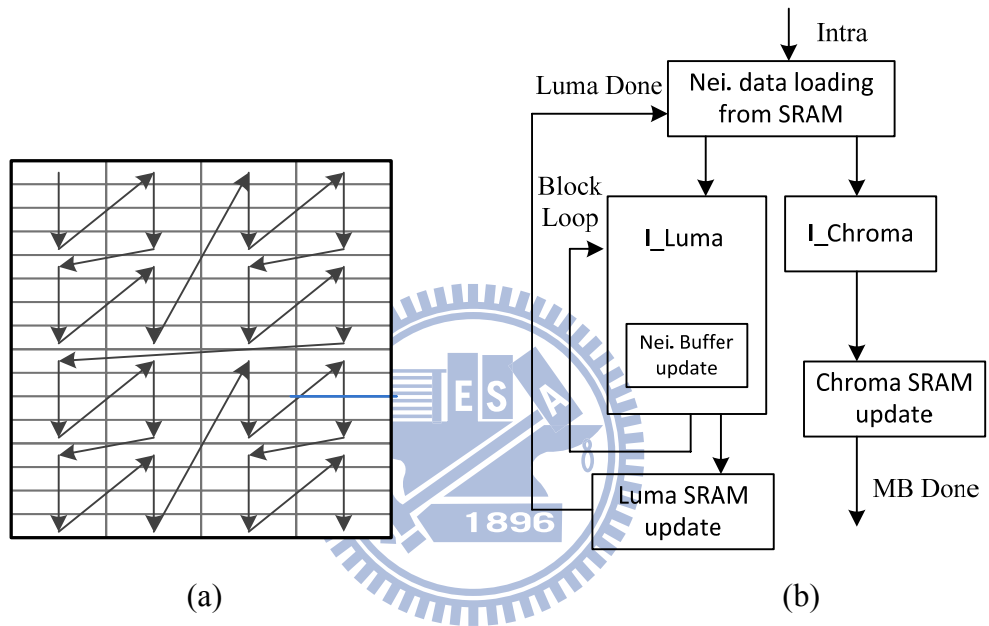 Intra
Nei. data loading
from SRAM
Luma Done
Block
Loop
I_Luma
I_Chroma
Nei. Buffer
update
Chroma SRAM
update
Luma SRAM
update
MB Done
E S A
1896
(a)
(b)